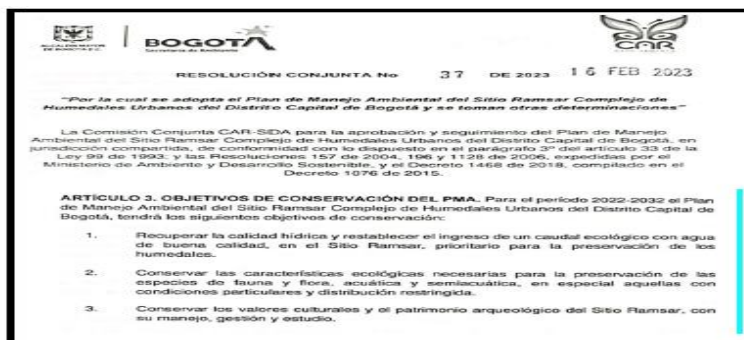 ALCALDÍA MAYOR
DE BOGOTÁ D.C.
BOGOTÁ
Secretaría de Ambiente
CAR
RESOLUCIÓN CONJUNTA No 37 DE 2023 16 FEB 2023
"Por la cual se adopta el Plan de Manejo Ambiental del Sitio Ramsar Complejo de
Humedales Urbanos del Distrito Capital de Bogotá y se toman otras determinaciones"
La Comisión Conjunta CAR-SDA para la aprobación y seguimiento del Plan de Manejo
Ambiental del Sitio Ramsar Complejo de Humedales Urbanos del Distrito Capital de Bogotá, en
jurisdicción compartida, de conformidad con lo dispuesto en el parágrafo 3º del artículo 33 de la
Ley 99 de 1993; y las Resoluciones 157 de 2004, 196 y 1128 de 2006, expedidas por el
Ministerio de Ambiente y Desarrollo Sostenible, y el Decreto 1468 de 2018, compilado en el
Decreto 1076 de 2015.
ARTÍCULO 3. OBJETIVOS DE CONSERVACIÓN DEL PMA. Para el período 2022-2032 el Plan
de Manejo Ambiental del Sitio Ramsar Complejo de Humedales Urbanos del Distrito Capital de
Bogotá, tendrá los siguientes objetivos de conservación:
1. Recuperar la calidad hídrica y restablecer el ingreso de un caudal ecológico con agua
de buena calidad, en el Sitio Ramsar, prioritario para la preservación de los
humedales.
2. Conservar las características ecológicas necesarias para la preservación de las
especies de fauna y flora, acuática y semiacuática, en especial aquellas con
condiciones particulares y distribución restringida.
3. Conservar los valores culturales y el patrimonio arqueológico del Sitio Ramsar, con
su manejo, gestión y estudio.